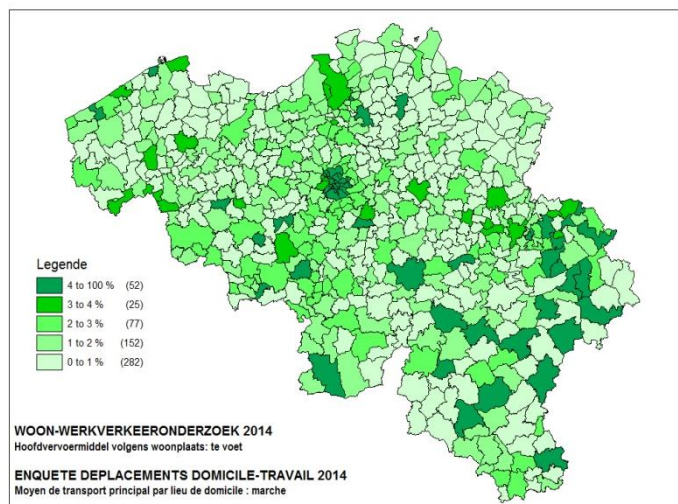 Legende
4 to 100 % (52)
3 to 4 % (25)
2 to 3 % (77)
1 to 2 % (152)
0 to 1 % (282)
WOON-WERKVERKEERONDERZOEK 2014
Hoofdvervoermiddel volgens woonplaats: te voet
ENQUETE DEPLACEMENTS DOMICILE-TRAVAIL 2014
Moyen de transport principal par lieu de domicile : marche